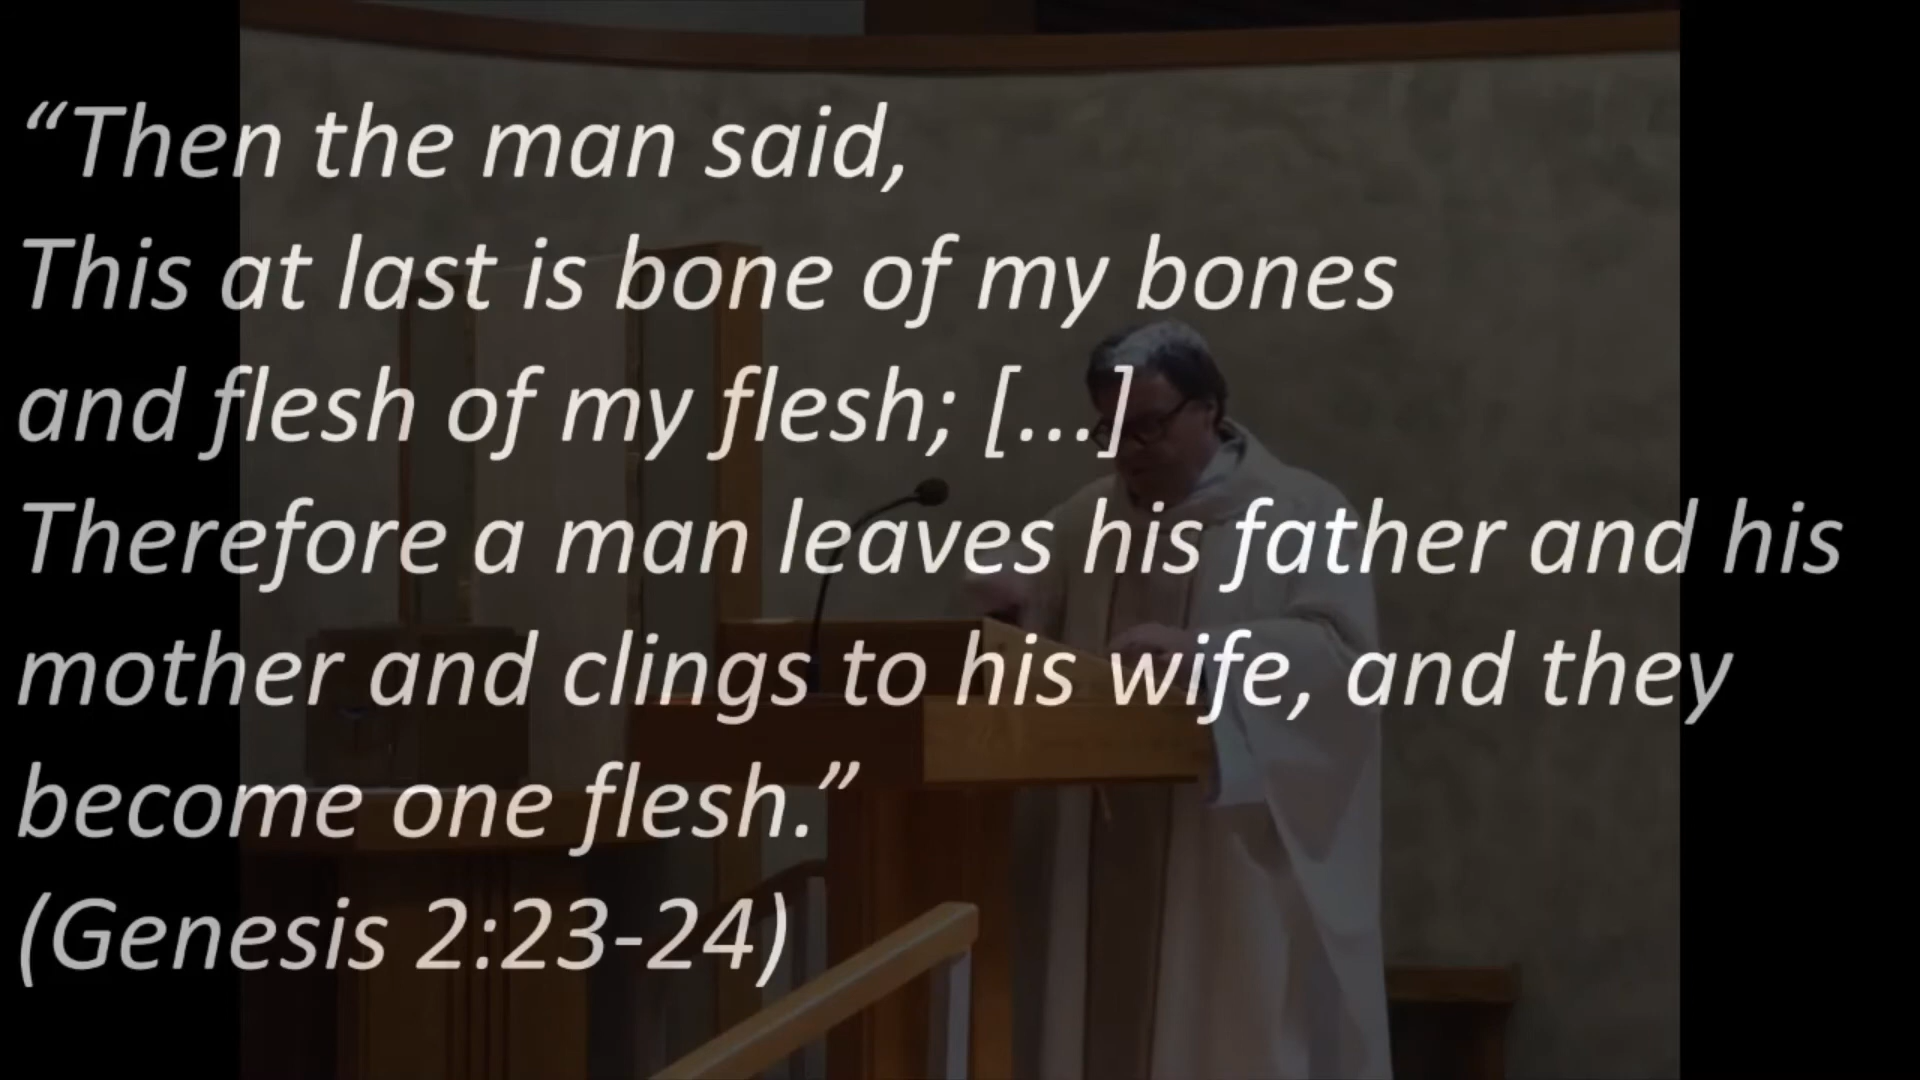 “Then the man said,
This at last is bone of my bones
and flesh of my flesh; [...]
Therefore a man leaves his father and his
mother and clings to his wife, and they
become one flesh.”
(Genesis 2:23-24)